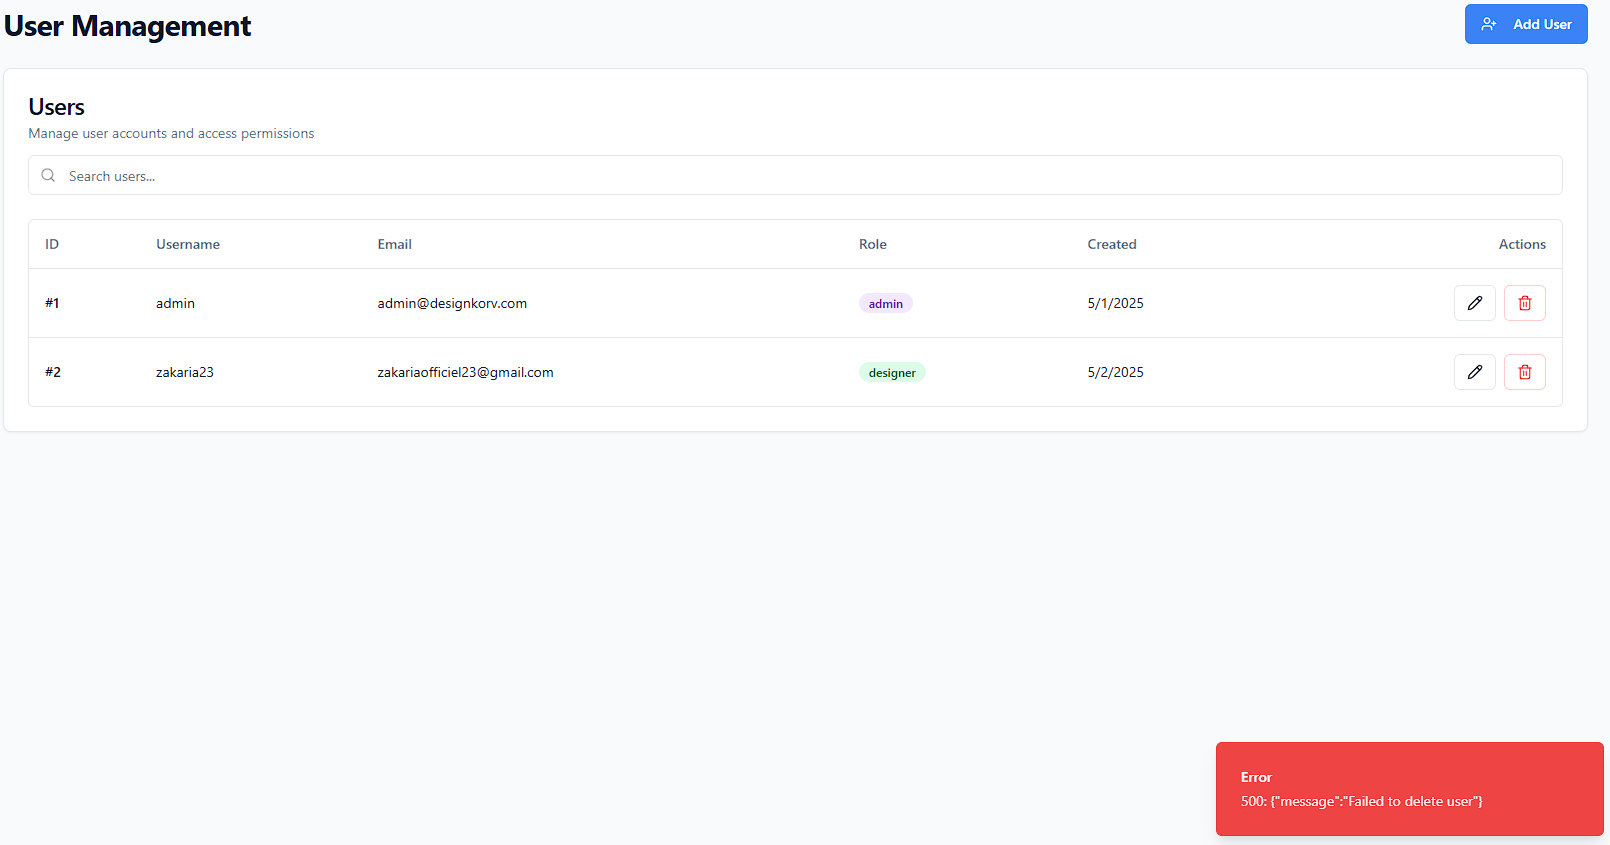 User Management
Add User
Users
Manage user accounts and access permissions
Search users...
ID Username Email Role Created Actions
#1 admin admin@designkorv.com admin 5/1/2025
#2 zakaria23 zakariaofficiel23@gmail.com designer 5/2/2025
Error
500: {"message":"Failed to delete user"}